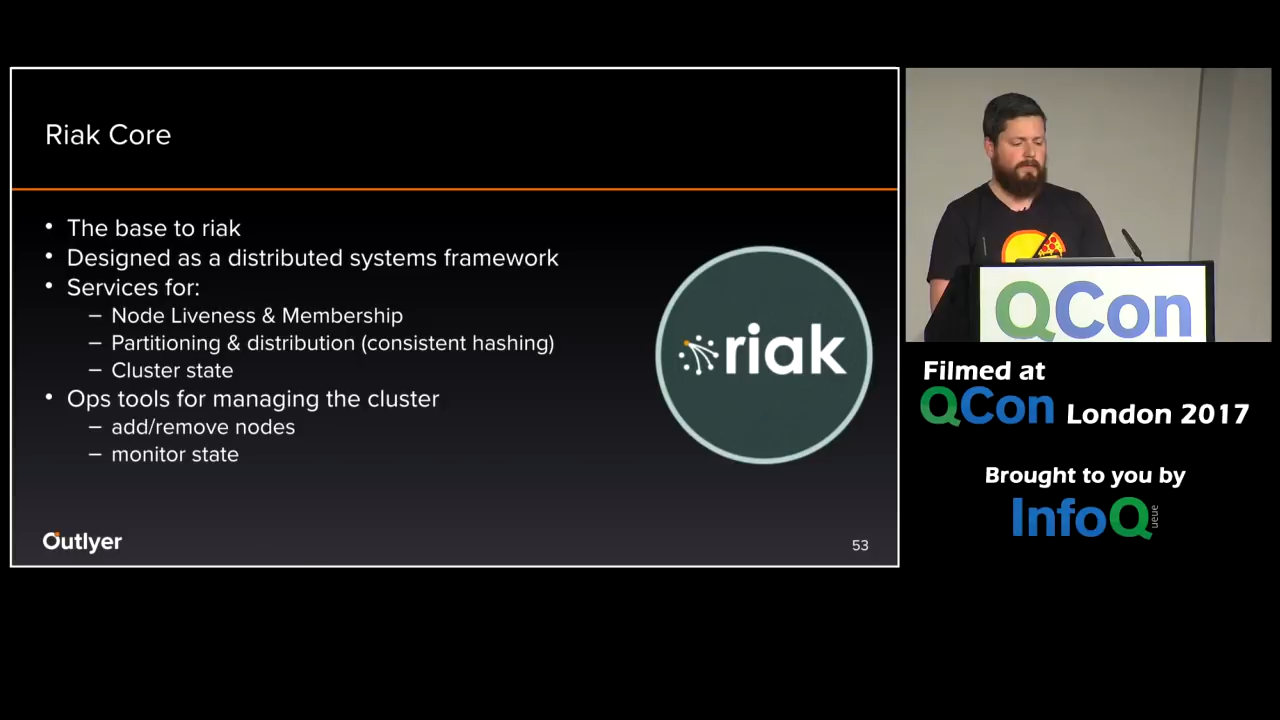 Riak Core
• The base to riak
• Designed as a distributed systems framework
• Services for:
– Node Liveness & Membership
– Partitioning & distribution (consistent hashing)
– Cluster state
• Ops tools for managing the cluster
– add/remove nodes
– monitor state
riak
Outlyer
53
QCon
Filmed at
QCon London 2017
Brought to you by
InfoQ
ueue